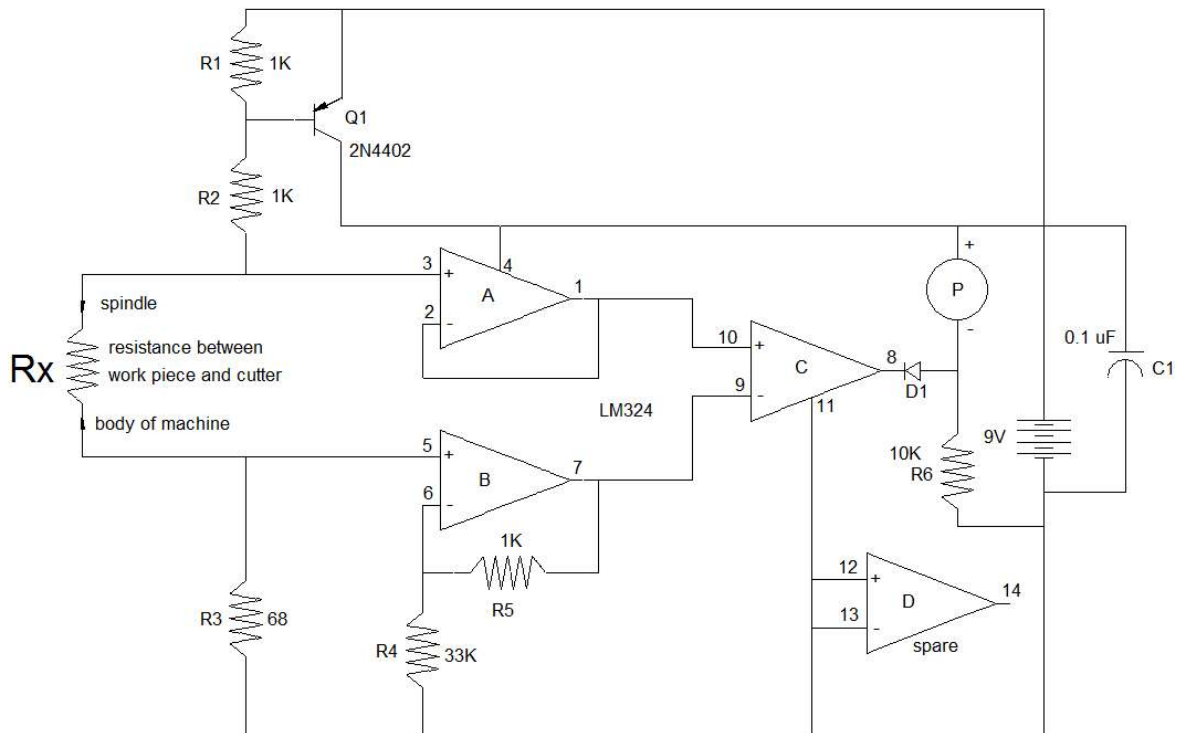 R1
1K
Q1
2N4402
R2
1K
+
3
+
4
A
1
P
spindle
2
-
-
Rx
resistance between
work piece and cutter
10
+
C
8
0.1 uF
C1
9
-
D1
LM324
11
body of machine
9V
5
+
B
7
10K
R6
6
-
1K
R5
12
+
D
14
R3
68
13
-
R4
33K
spare